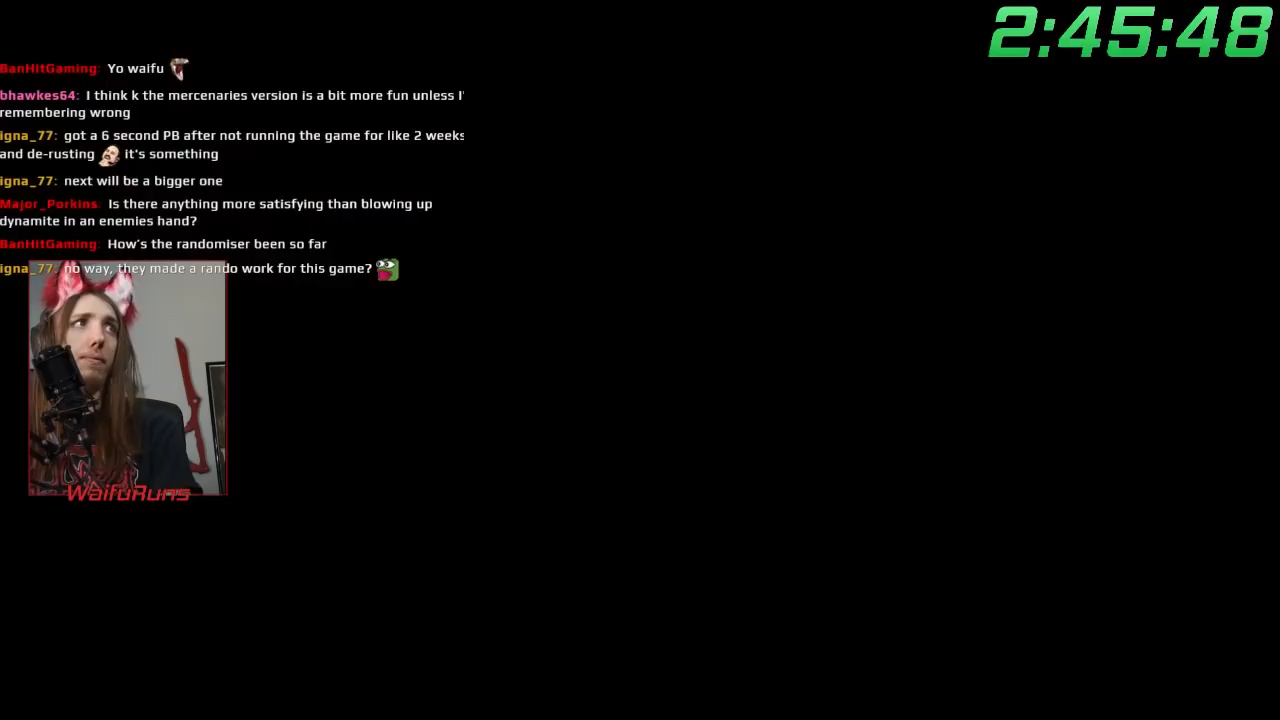 2:45:48
BanHitGaming: Yo waifu
bhawkes64: I think k the mercenaries version is a bit more fun unless I'
remembering wrong
igna_77: got a 6 second PB after not running the game for like 2 weeks
and de-rusting it's something
igna_77: next will be a bigger one
Major_Porkins: Is there anything more satisfying than blowing up
dynamite in an enemies hand?
BanHitGaming: How's the randomiser been so far
igna_77: no way, they made a rando work for this game?
WaifuRuns